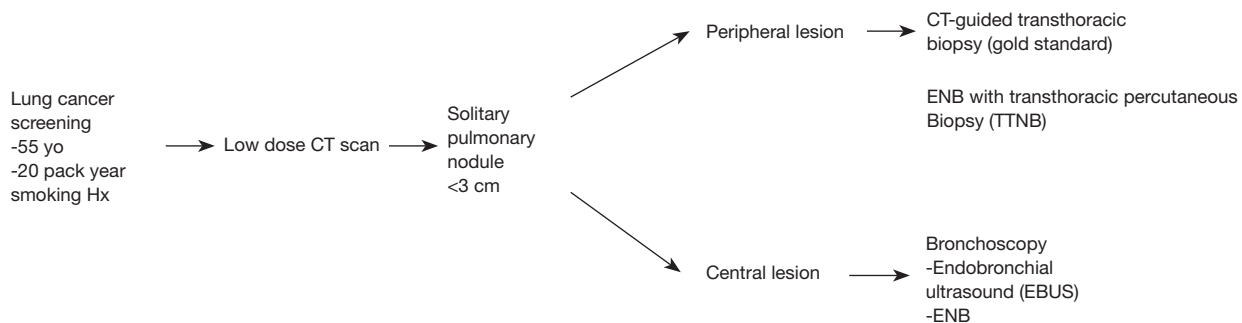 Lung cancer
screening
-55 yo
-20 pack year
smoking Hx
Low dose CT scan
Solitary
pulmonary
nodule
<3 cm
Peripheral lesion
CT-guided transthoracic
biopsy (gold standard)
ENB with transthoracic percutaneous
Biopsy (TTNB)
Central lesion
Bronchoscopy
-Endobronchial
ultrasound (EBUS)
-ENB